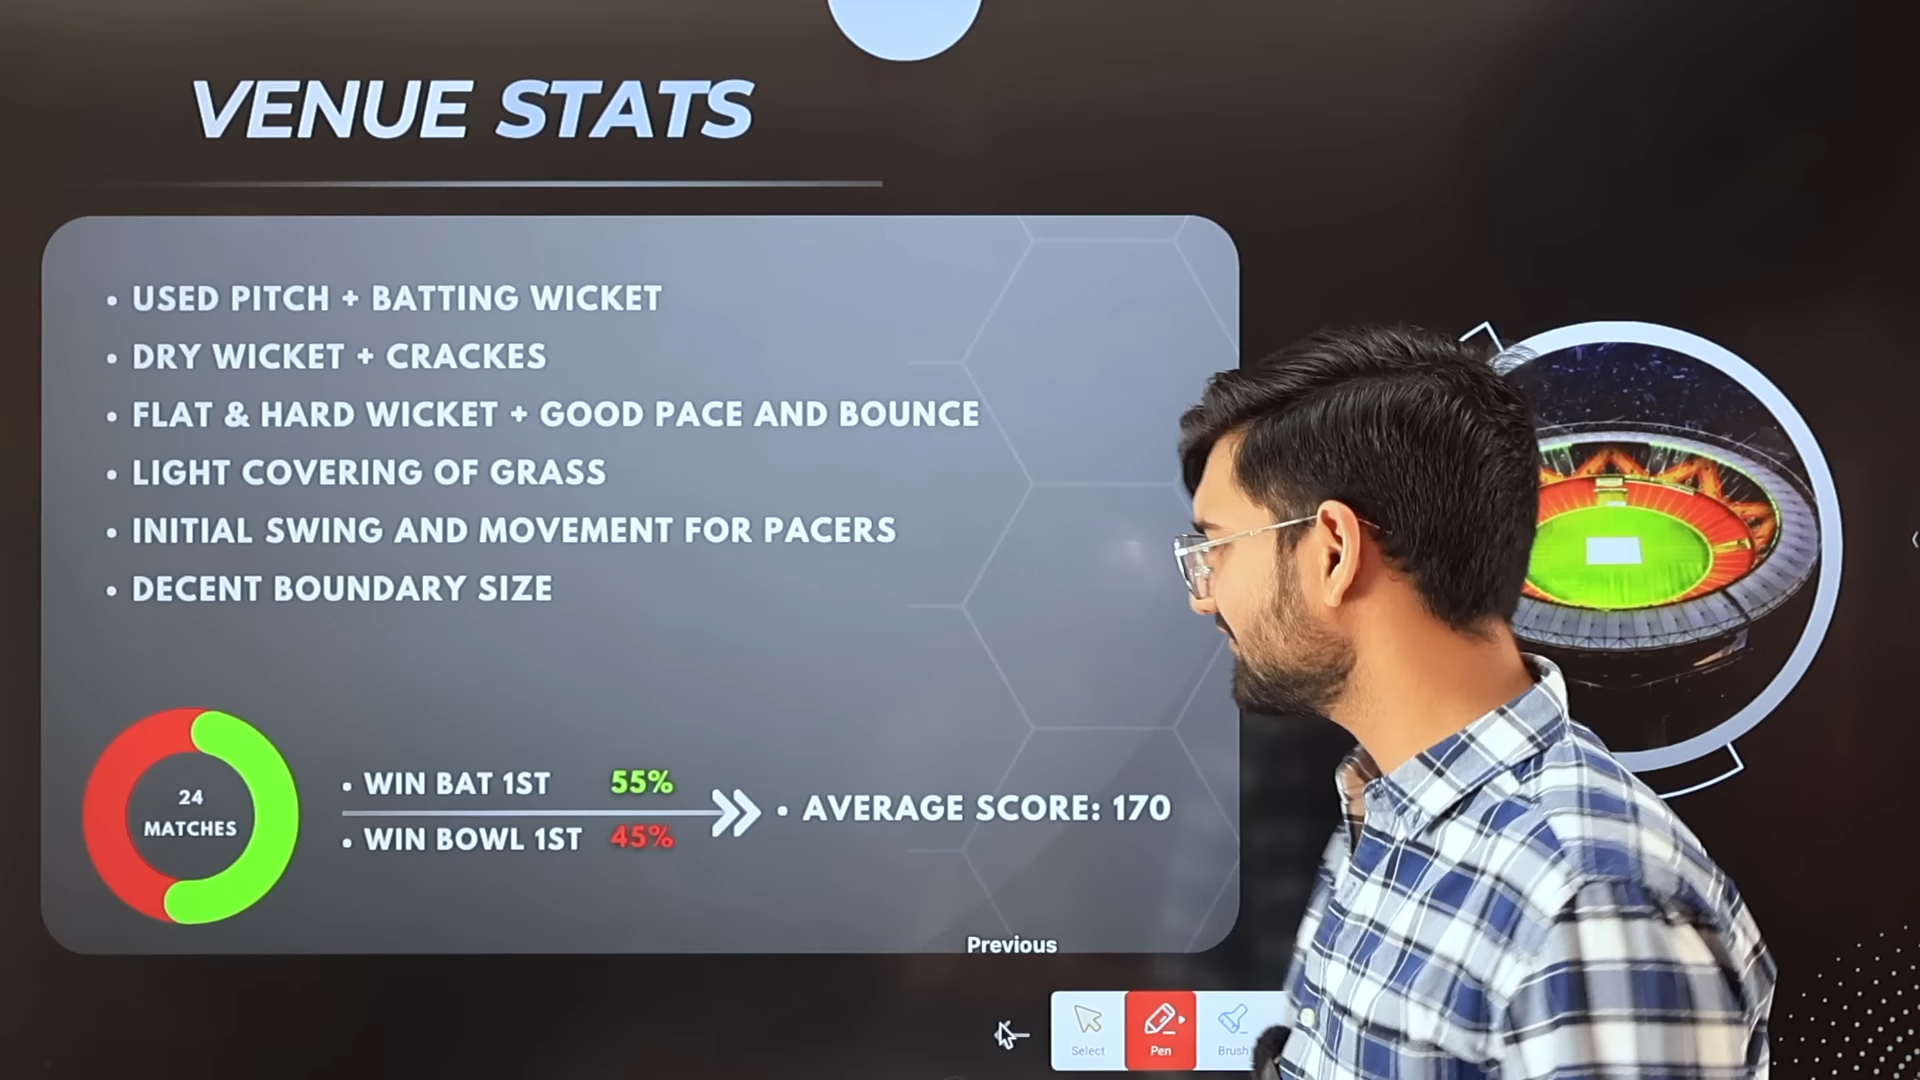 VENUE STATS
• USED PITCH + BATTING WICKET
• DRY WICKET + CRACKES
• FLAT & HARD WICKET + GOOD PACE AND BOUNCE
• LIGHT COVERING OF GRASS
• INITIAL SWING AND MOVEMENT FOR PACERS
• DECENT BOUNDARY SIZE
24
MATCHES
• WIN BAT 1ST 55%
• WIN BOWL 1ST 45%
• AVERAGE SCORE: 170
Previous
Select
Pen
Brush